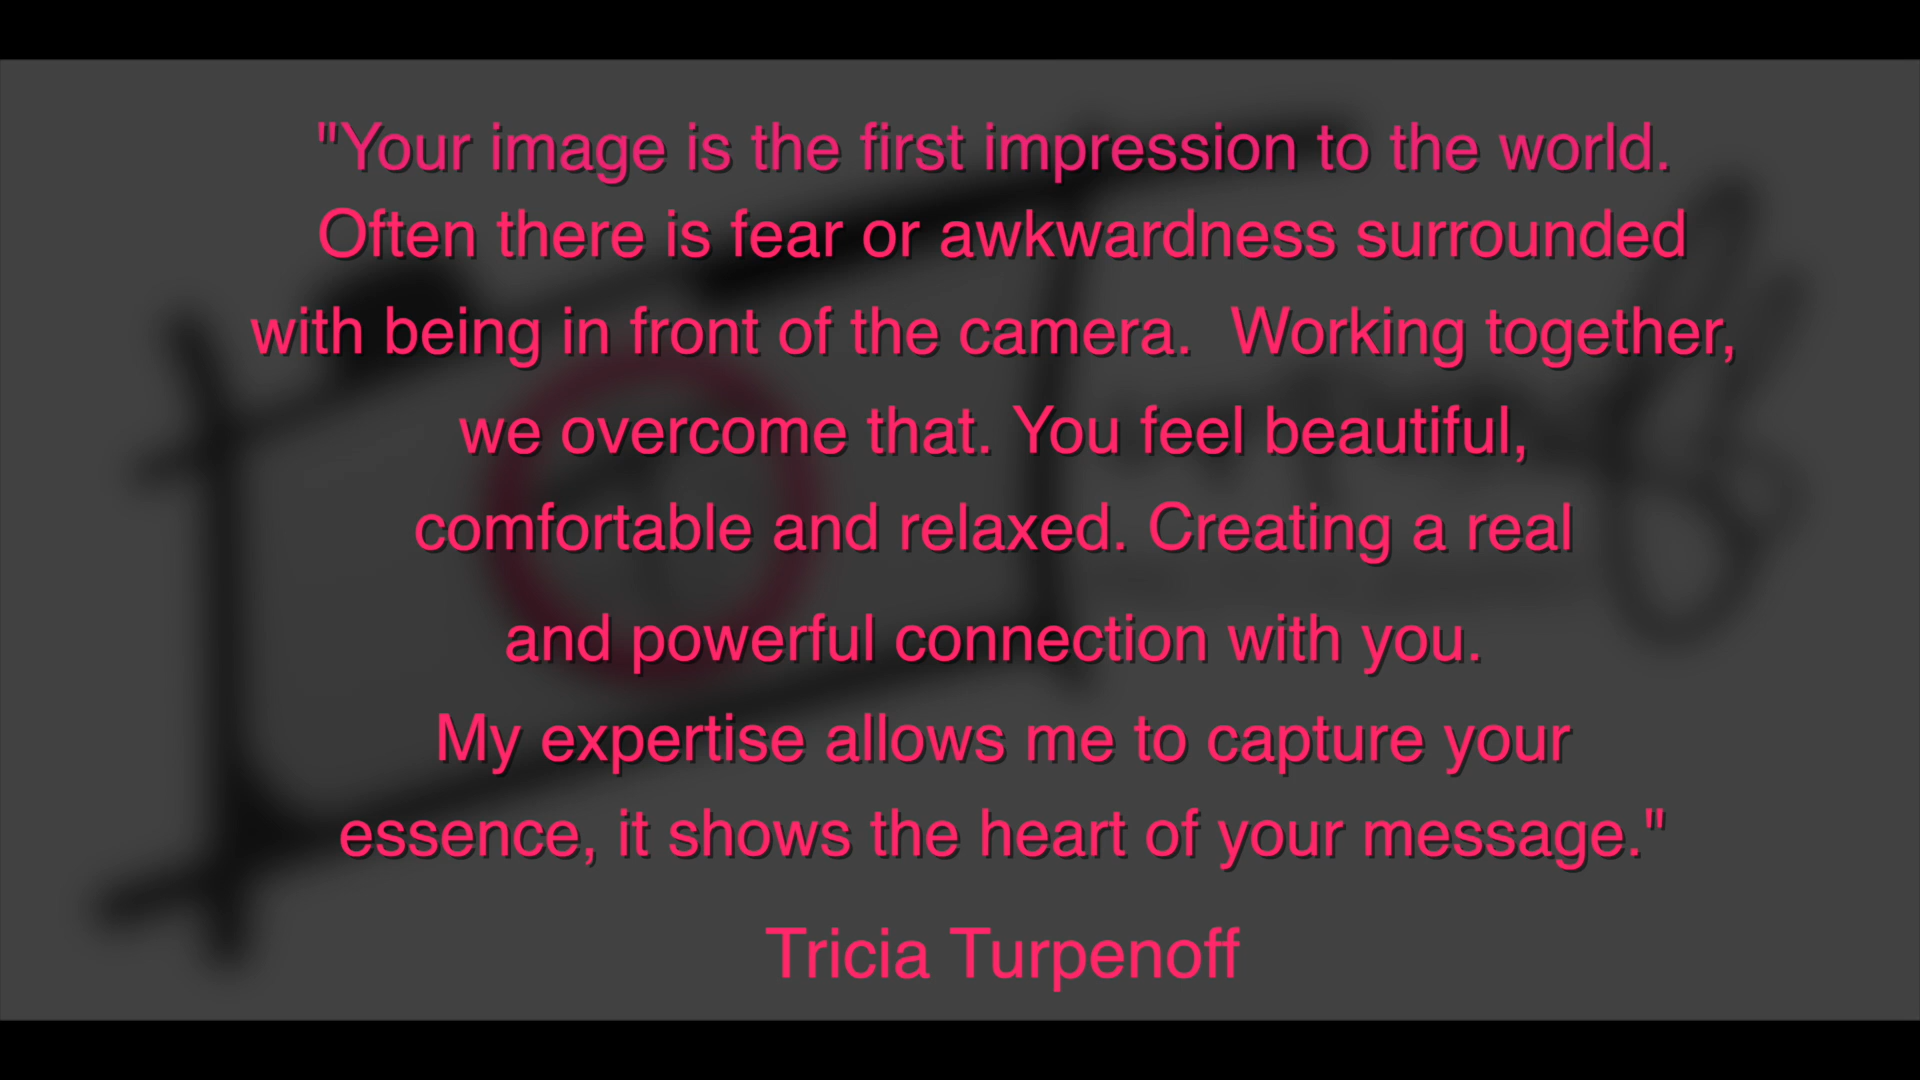 "Your image is the first impression to the world.
Often there is fear or awkwardness surrounded
with being in front of the camera.  Working together,
we overcome that. You feel beautiful,
comfortable and relaxed. Creating a real
and powerful connection with you.
My expertise allows me to capture your
essence, it shows the heart of your message."
Tricia Turpenoff